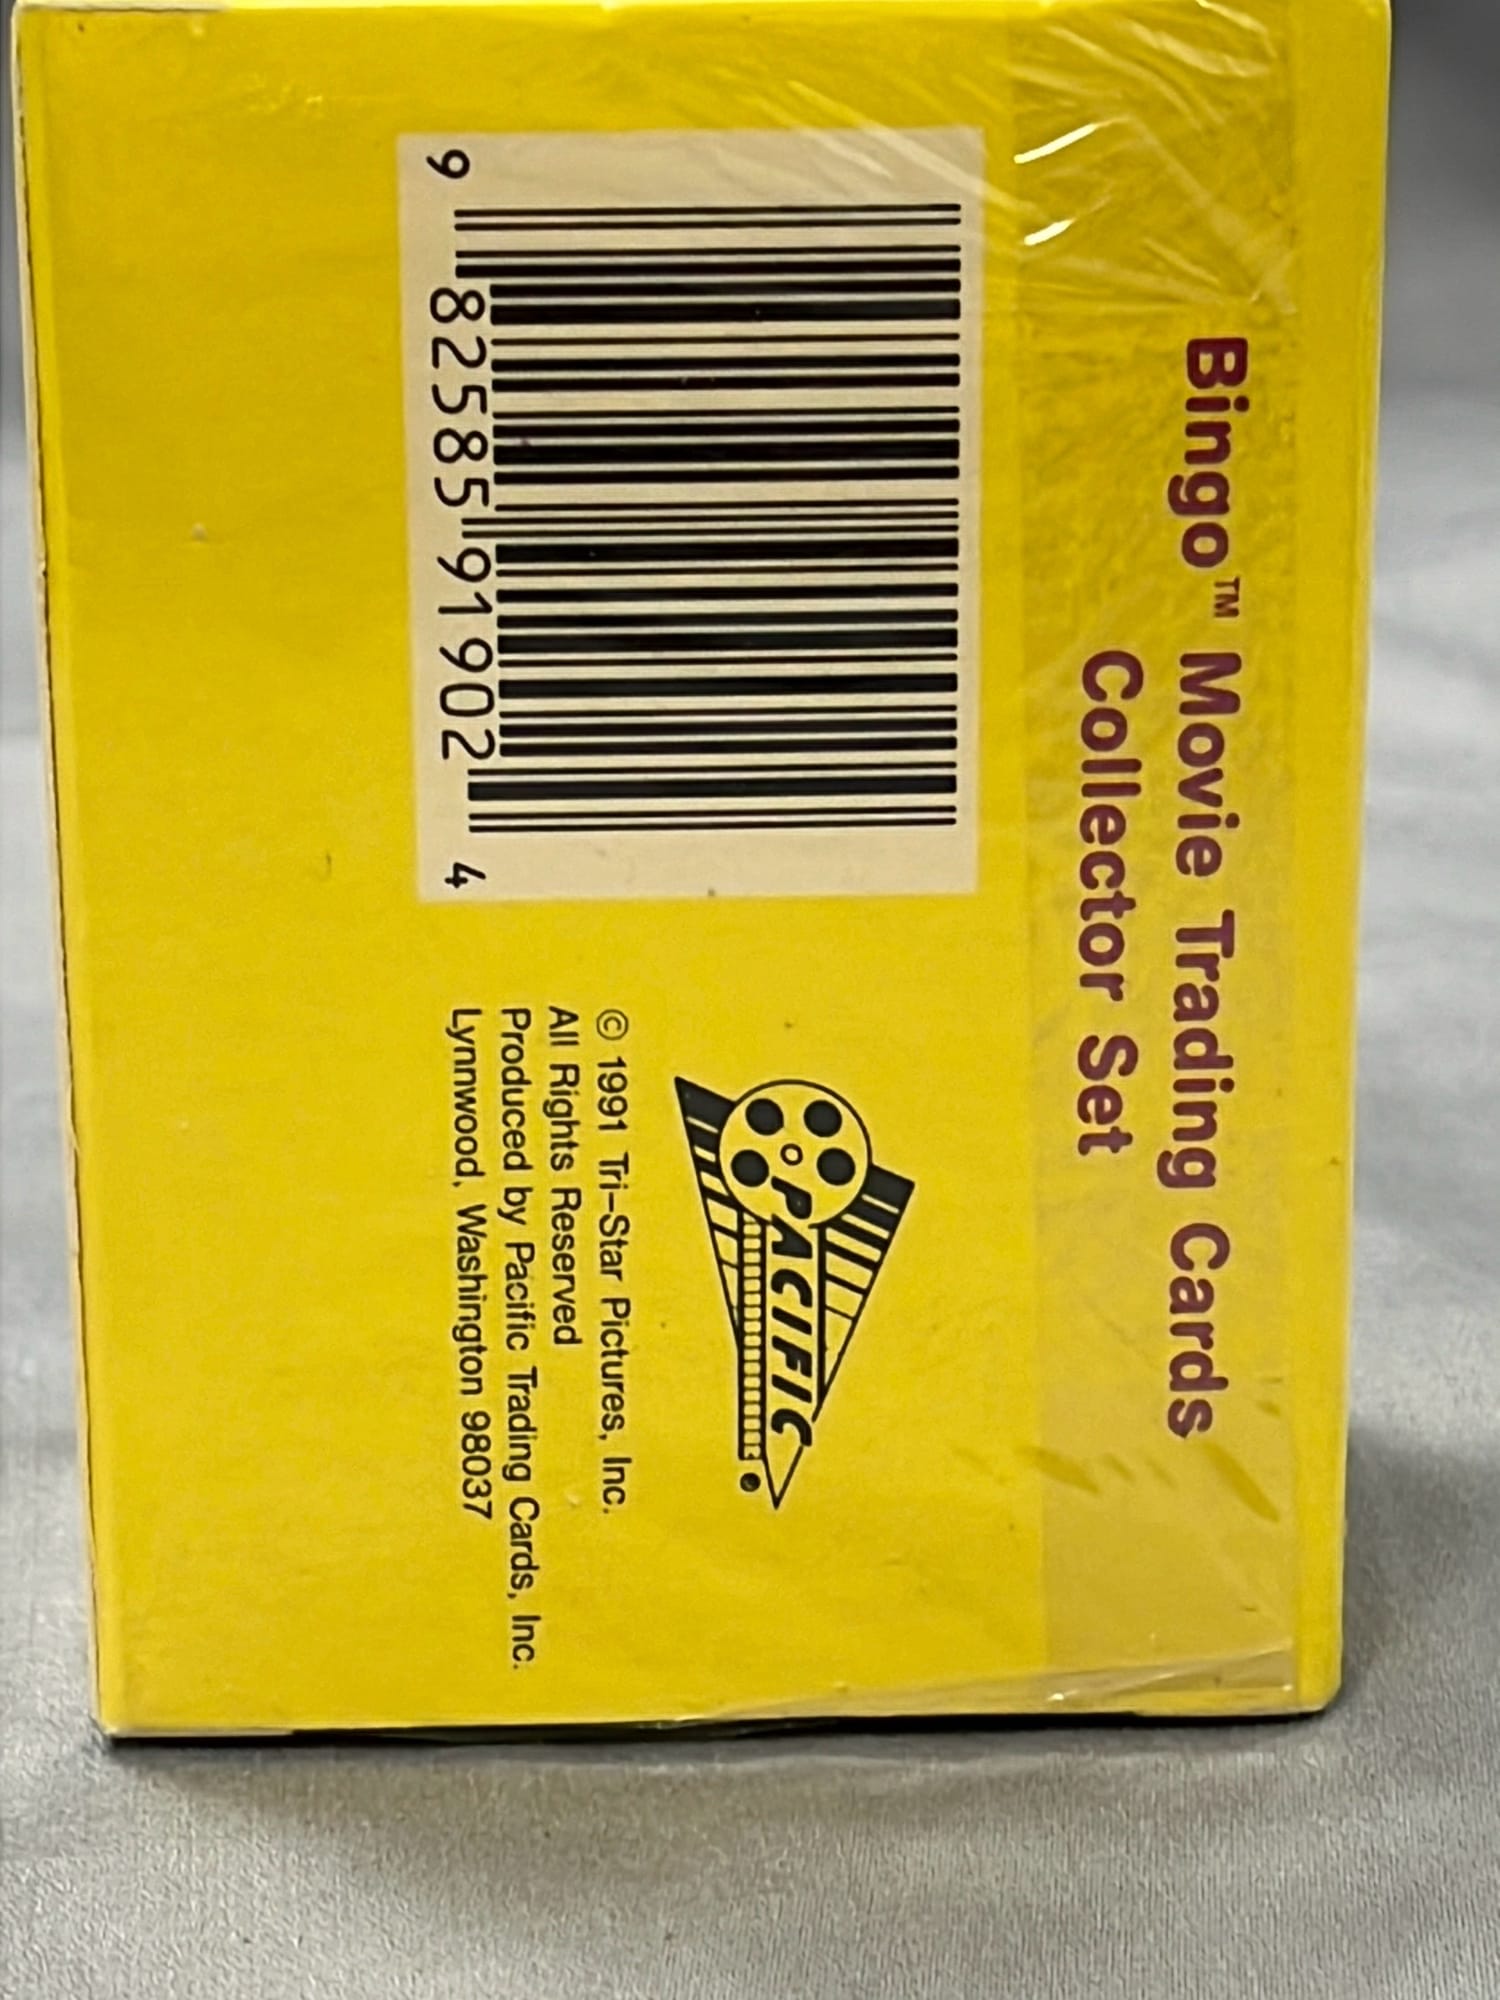 Bingo™ Movie Trading Cards
Collector Set
9 82585 91902 4
PACIFIC
© 1991 Tri-Star Pictures, Inc.
All Rights Reserved
Produced by Pacific Trading Cards, Inc.
Lynnwood, Washington 98037